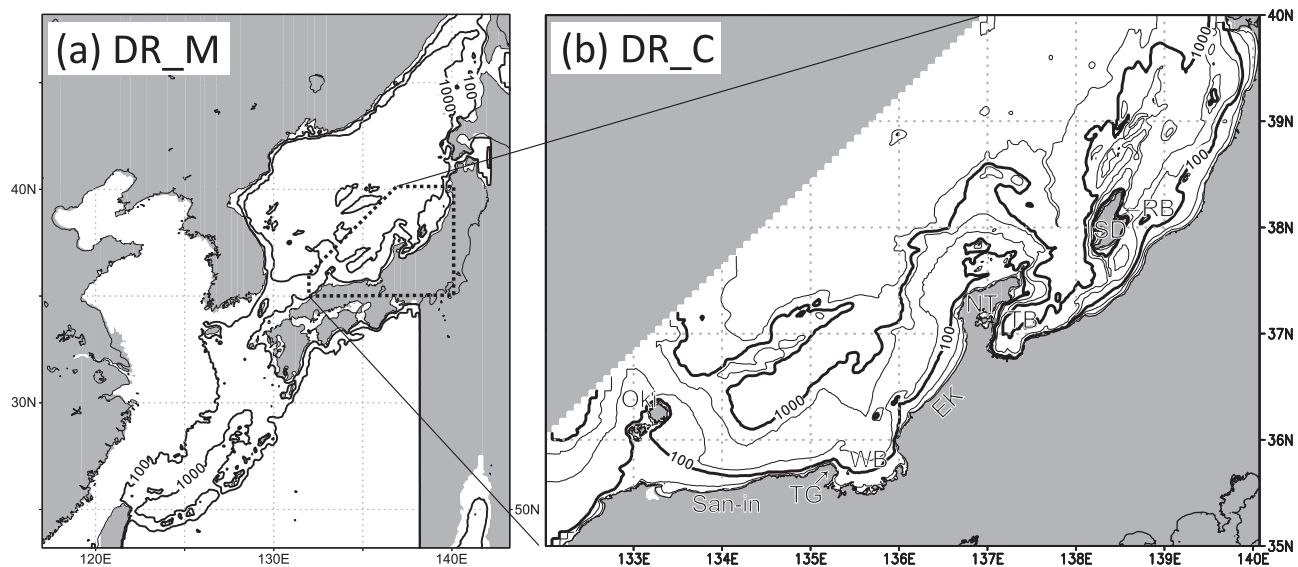 (a) DR_M
(b) DR_C
1000
100
40N
30N
1000
1000
120E
130E
140E
50N
1000
100
RB
SD
NT
TB
100
1000
EK
Oki
100
WB
TG
San-in
40N
39N
38N
37N
36N
35N
133E
134E
135E
136E
137E
138E
139E
140E